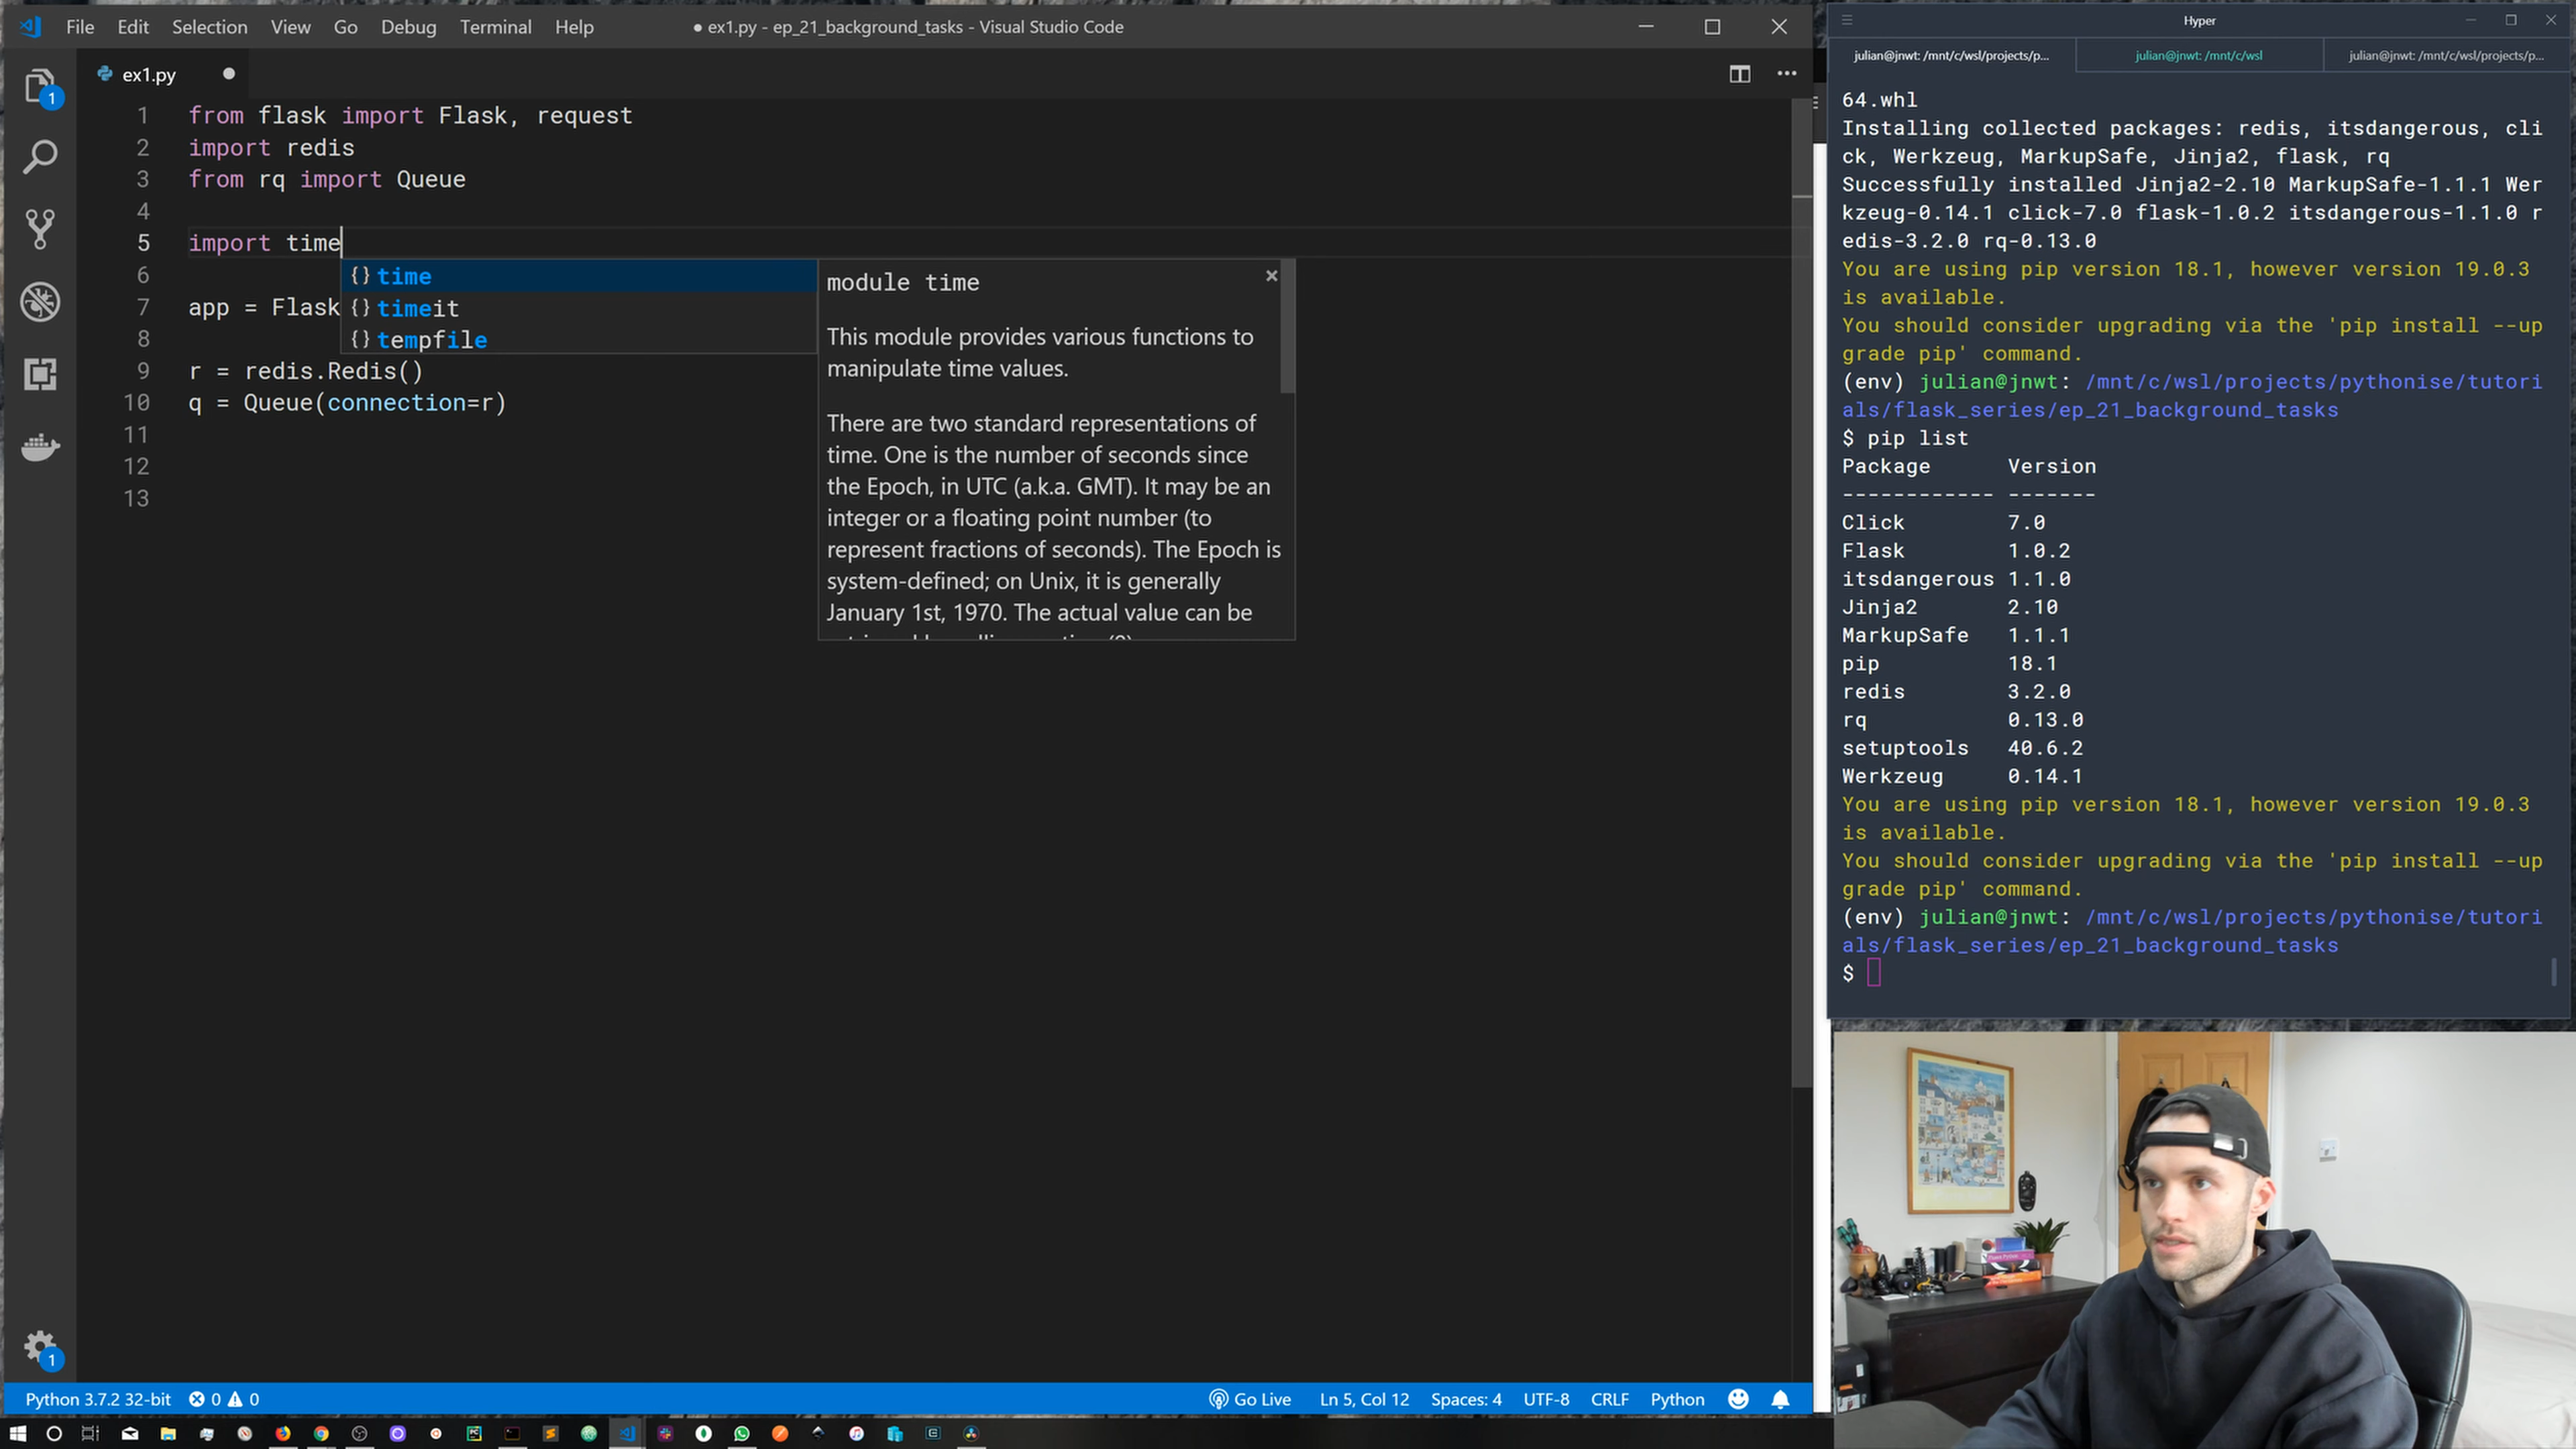 File Edit Selection View Go Debug Terminal Help
● ex1.py - ep_21_background_tasks - Visual Studio Code
ex1.py
1 from flask import Flask, request
2 import redis
3 from rq import Queue
4
5 import time
6
7 app = Flask
8
9 r = redis.Redis()
10 q = Queue(connection=r)
11
12
13
{} time
{} timeit
{} tempfile
module time
This module provides various functions to
manipulate time values.
There are two standard representations of
time. One is the number of seconds since
the Epoch, in UTC (a.k.a. GMT). It may be an
integer or a floating point number (to
represent fractions of seconds). The Epoch is
system-defined; on Unix, it is generally
January 1st, 1970. The actual value can be
1
1
Python 3.7.2 32-bit 0 0
Go Live Ln 5, Col 12 Spaces: 4 UTF-8 CRLF Python
Hyper
julian@jnwt: /mnt/c/wsl/projects/p...
julian@jnwt: /mnt/c/wsl
julian@jnwt: /mnt/c/wsl/projects/p...
64.whl
Installing collected packages: redis, itsdangerous, cli
ck, Werkzeug, MarkupSafe, Jinja2, flask, rq
Successfully installed Jinja2-2.10 MarkupSafe-1.1.1 Wer
kzeug-0.14.1 click-7.0 flask-1.0.2 itsdangerous-1.1.0 r
edis-3.2.0 rq-0.13.0
You are using pip version 18.1, however version 19.0.3
is available.
You should consider upgrading via the 'pip install --up
grade pip' command.
(env) julian@jnwt: /mnt/c/wsl/projects/pythonise/tutori
als/flask_series/ep_21_background_tasks
$ pip list
Package Version
------------ -------
Click 7.0
Flask 1.0.2
itsdangerous 1.1.0
Jinja2 2.10
MarkupSafe 1.1.1
pip 18.1
redis 3.2.0
rq 0.13.0
setuptools 40.6.2
Werkzeug 0.14.1
You are using pip version 18.1, however version 19.0.3
is available.
You should consider upgrading via the 'pip install --up
grade pip' command.
(env) julian@jnwt: /mnt/c/wsl/projects/pythonise/tutori
als/flask_series/ep_21_background_tasks
$